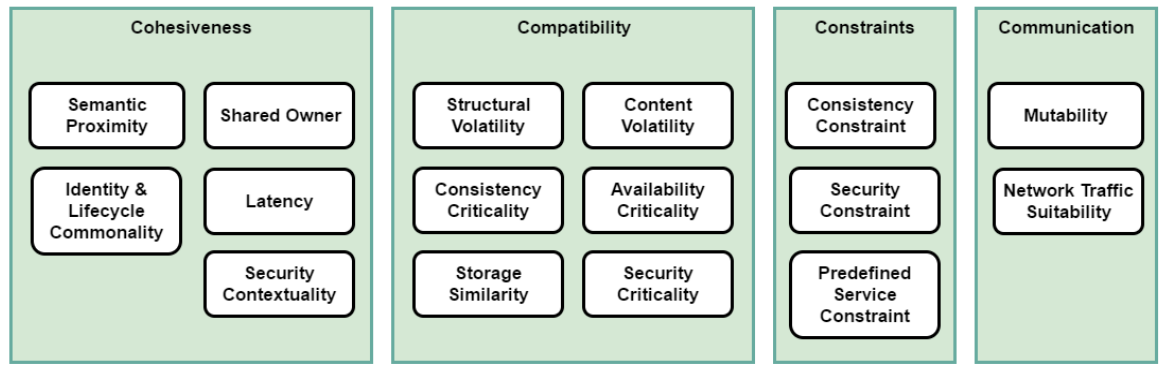 Cohesiveness
Semantic
Proximity
Shared Owner
Identity &
Lifecycle
Commonality
Latency
Security
Contextuality
Compatibility
Structural
Volatility
Content
Volatility
Consistency
Criticality
Availability
Criticality
Storage
Similarity
Security
Criticality
Constraints
Consistency
Constraint
Security
Constraint
Predefined
Service
Constraint
Communication
Mutability
Network Traffic
Suitability